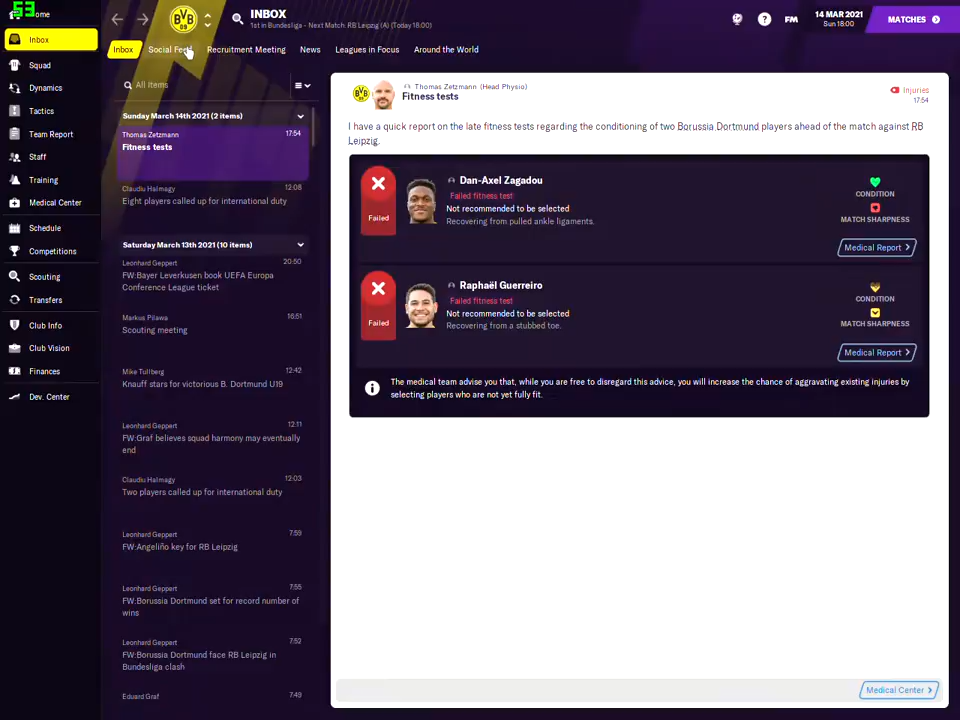 53
ome
INBOX
1st in Bundesliga - Next Match: RB Leipzig (A) (Today 18:00)
FM
14 MAR 2021
Sun 18:00
MATCHES
Inbox
Social Feed
Recruitment Meeting
News
Leagues in Focus
Around the World
Inbox
Squad
Dynamics
Tactics
Team Report
Staff
Training
Medical Center
Schedule
Competitions
Scouting
Transfers
Club Info
Club Vision
Finances
Dev. Center
All items
Sunday March 14th 2021 (2 items)
Thomas Zetzmann 17:54
Fitness tests
Claudiu Halmagy 12:08
Eight players called up for international duty
Saturday March 13th 2021 (10 items)
Leonhard Geppert 20:50
FW:Bayer Leverkusen book UEFA Europa
Conference League ticket
Markus Pilawa 16:51
Scouting meeting
Mike Tullberg 12:42
Knauff stars for victorious B. Dortmund U19
Leonhard Geppert 12:11
FW:Graf believes squad harmony may eventually
end
Claudiu Halmagy 12:03
Two players called up for international duty
Leonhard Geppert 7:59
FW:Angeliño key for RB Leipzig
Leonhard Geppert 7:55
FW:Borussia Dortmund set for record number of
wins
Leonhard Geppert 7:52
FW:Borussia Dortmund face RB Leipzig in
Bundesliga clash
Eduard Graf 7:49
Thomas Zetzmann (Head Physio)
Fitness tests
Injuries
17:54
I have a quick report on the late fitness tests regarding the conditioning of two Borussia Dortmund players ahead of the match against RB
Leipzig.
Failed
Dan-Axel Zagadou
Failed fitness test
Not recommended to be selected
Recovering from pulled ankle ligaments.
CONDITION
MATCH SHARPNESS
Medical Report
Failed
Raphaël Guerreiro
Failed fitness test
Not recommended to be selected
Recovering from a stubbed toe.
CONDITION
MATCH SHARPNESS
Medical Report
The medical team advise you that, while you are free to disregard this advice, you will increase the chance of aggravating existing injuries by
selecting players who are not yet fully fit.
Medical Center